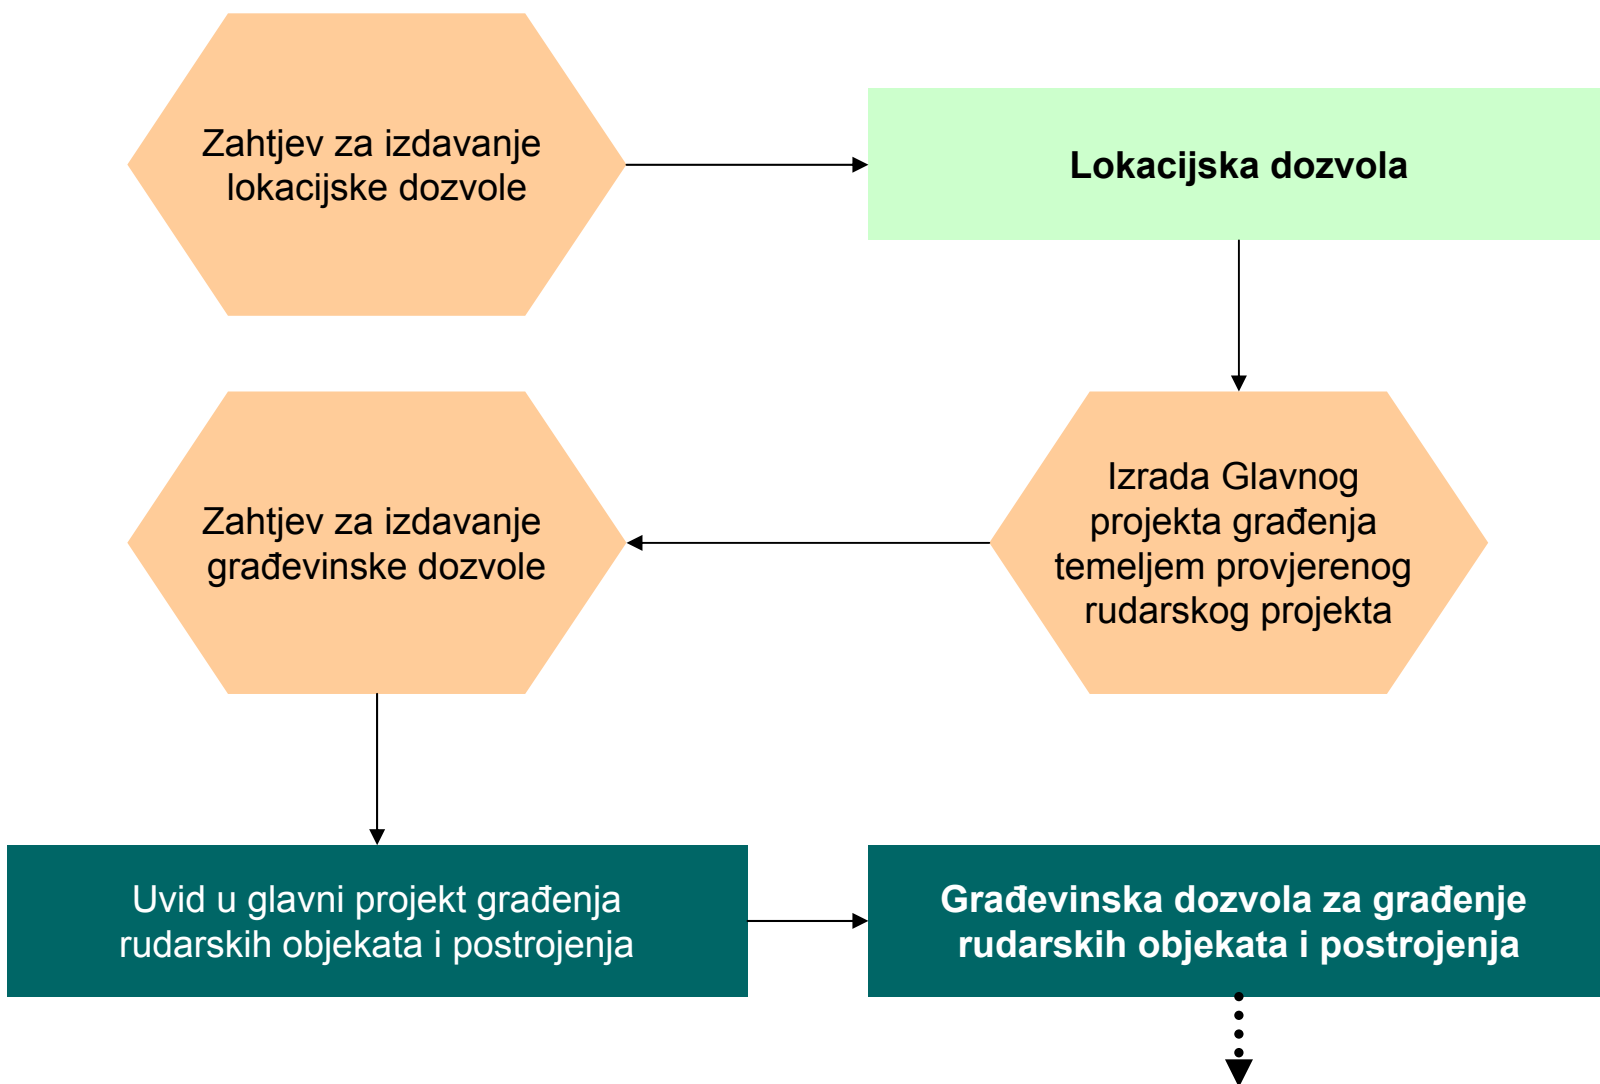 Zahtjev za izdavanje
lokacijske dozvole
Lokacijska dozvola
Zahtjev za izdavanje
građevinske dozvole
Izrada Glavnog
projekta građenja
temeljem provjerenog
rudarskog projekta
Uvid u glavni projekt građenja
rudarskih objekata i postrojenja
Građevinska dozvola za građenje
rudarskih objekata i postrojenja